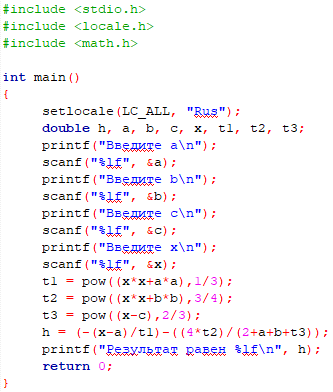 #include <stdio.h>
#include <locale.h>
#include <math.h>
int main()
{
setlocale(LC_ALL, "Rus");
double h, a, b, c, x, t1, t2, t3;
printf("Введите a\n");
scanf("%lf", &a);
printf("Введите b\n");
scanf("%lf", &b);
printf("Введите c\n");
scanf("%lf", &c);
printf("Введите x\n");
scanf("%lf", &x);
t1 = pow((x*x+a*a),1/3);
t2 = pow((x*x+b*b),3/4);
t3 = pow((x-c),2/3);
h = (-(x-a)/t1)-((4*t2)/(2+a+b+t3));
printf("Результат равен %lf\n", h);
return 0;
}